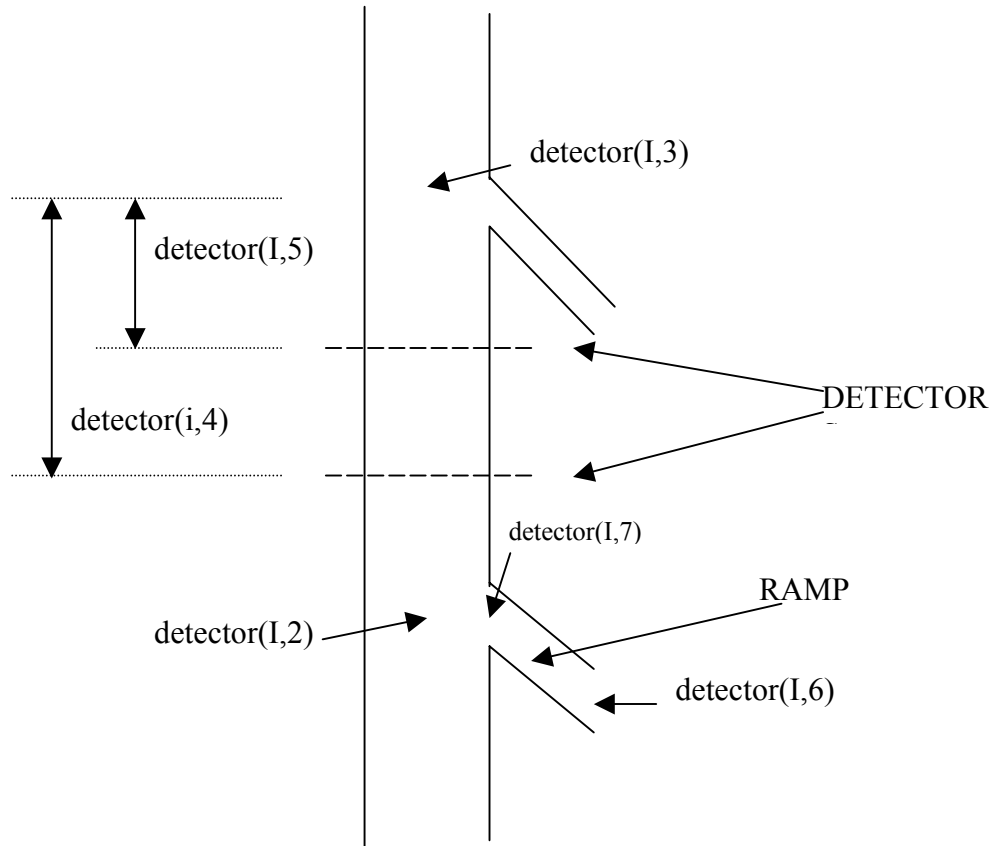 detector(I,3)
detector(I,5)
DETECTOR
detector(i,4)
detector(I,7)
RAMP
detector(I,2)
detector(I,6)